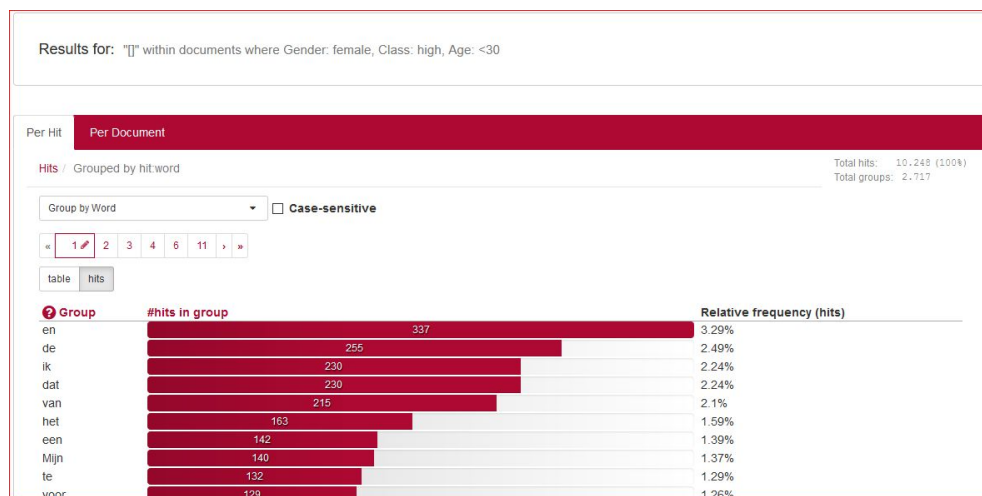 Results for: "[]" within documents where Gender: female, Class: high, Age: <30
Per Hit Per Document
Hits / Grouped by hit:word
Total hits: 10.248 (100%)
Total groups: 2.717
Group by Word Case-sensitive
« 1 2 3 4 6 11 › »
table hits
Group #hits in group Relative frequency (hits)
en 337 3.29%
de 255 2.49%
ik 230 2.24%
dat 230 2.24%
van 215 2.1%
het 163 1.59%
een 142 1.39%
Mijn 140 1.37%
te 132 1.29%
voor 129 1.26%